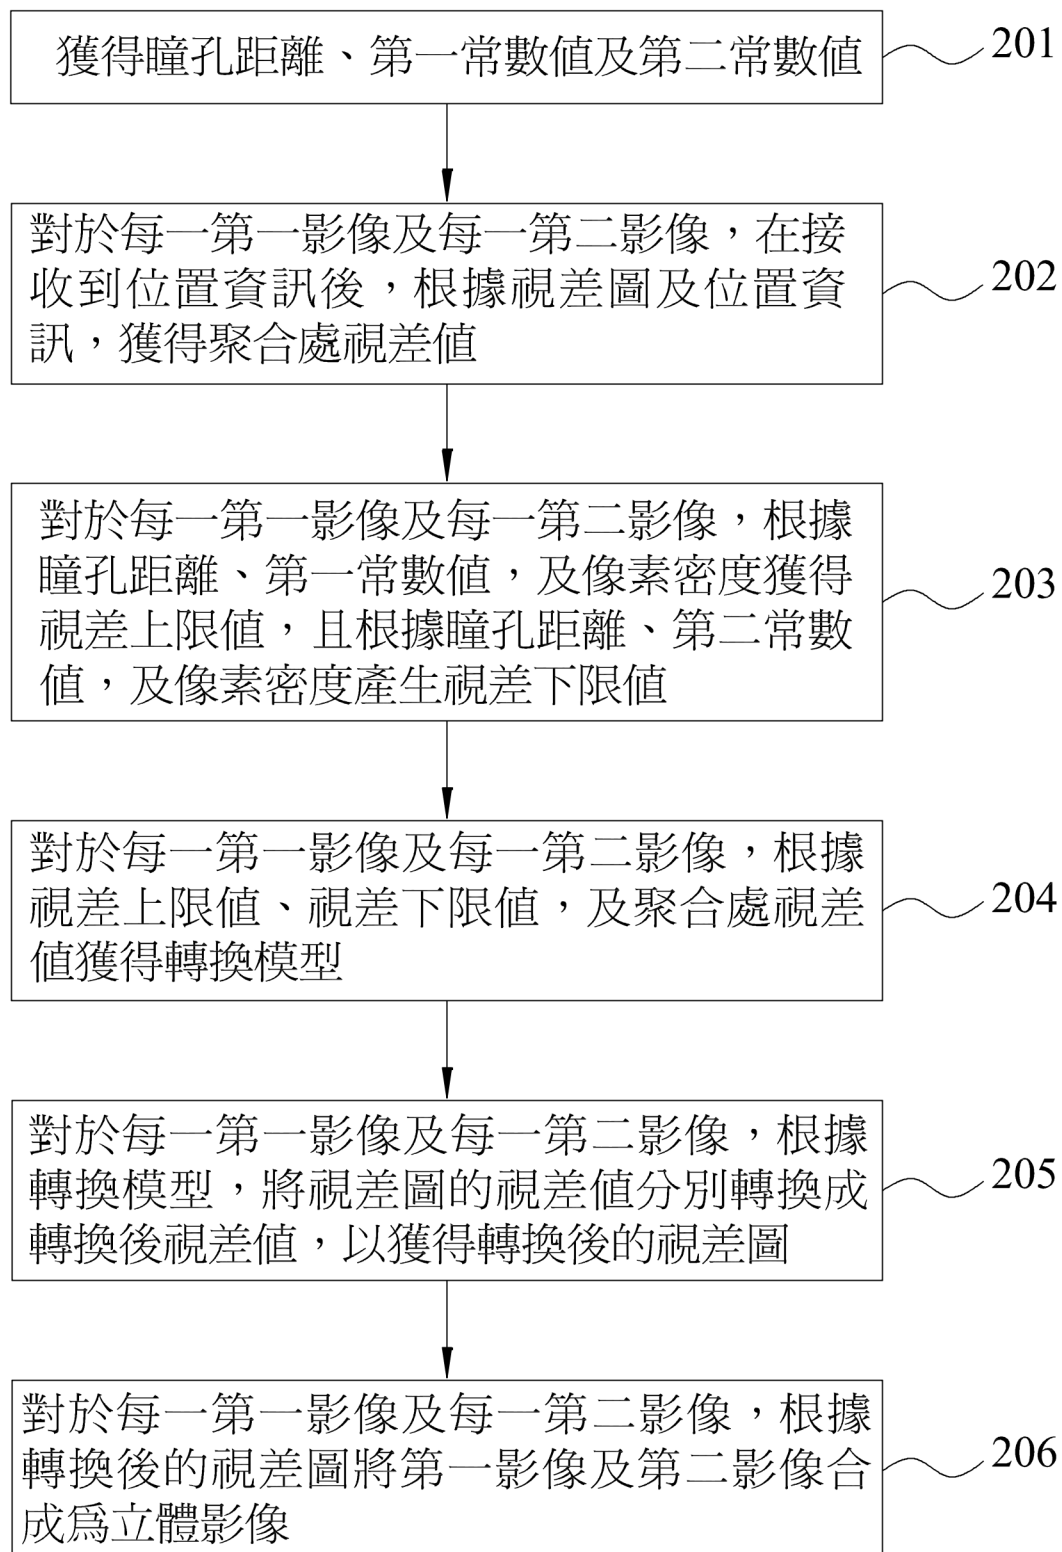 獲得瞳孔距離、第一常數值及第二常數值
201
對於每一第一影像及每一第二影像，在接
收到位置資訊後，根據視差圖及位置資
訊，獲得聚合處視差值
202
對於每一第一影像及每一第二影像，根據
瞳孔距離、第一常數值，及像素密度獲得
視差上限值，且根據瞳孔距離、第二常數
值，及像素密度產生視差下限值
203
對於每一第一影像及每一第二影像，根據
視差上限值、視差下限值，及聚合處視差
值獲得轉換模型
204
對於每一第一影像及每一第二影像，根據
轉換模型，將視差圖的視差值分別轉換成
轉換後視差值，以獲得轉換後的視差圖
205
對於每一第一影像及每一第二影像，根據
轉換後的視差圖將第一影像及第二影像合
成爲立體影像
206